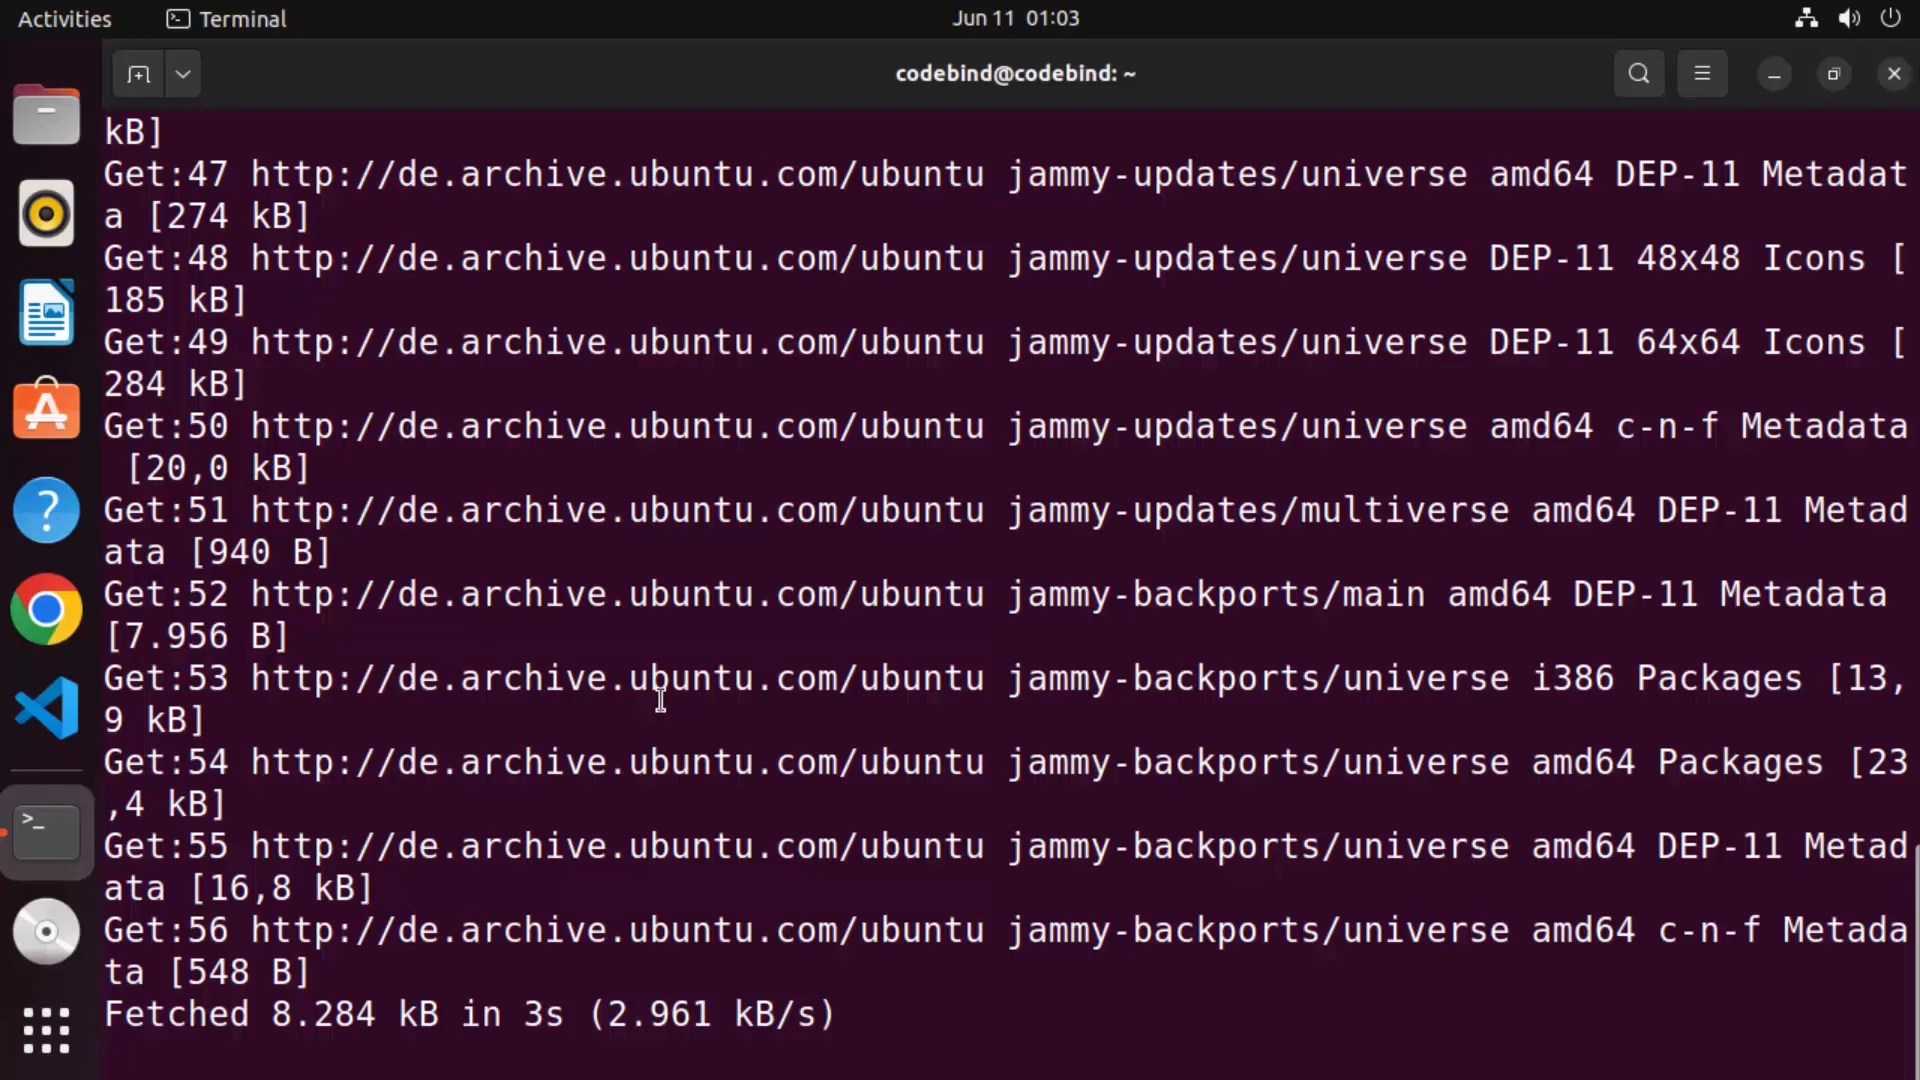 Activities
Terminal
Jun 11 01:03
codebind@codebind: ~
kB]
Get:47 http://de.archive.ubuntu.com/ubuntu jammy-updates/universe amd64 DEP-11 Metadat
a [274 kB]
Get:48 http://de.archive.ubuntu.com/ubuntu jammy-updates/universe DEP-11 48x48 Icons [
185 kB]
Get:49 http://de.archive.ubuntu.com/ubuntu jammy-updates/universe DEP-11 64x64 Icons [
284 kB]
Get:50 http://de.archive.ubuntu.com/ubuntu jammy-updates/universe amd64 c-n-f Metadata
 [20,0 kB]
Get:51 http://de.archive.ubuntu.com/ubuntu jammy-updates/multiverse amd64 DEP-11 Metad
ata [940 B]
Get:52 http://de.archive.ubuntu.com/ubuntu jammy-backports/main amd64 DEP-11 Metadata
[7.956 B]
Get:53 http://de.archive.ubuntu.com/ubuntu jammy-backports/universe i386 Packages [13,
9 kB]
Get:54 http://de.archive.ubuntu.com/ubuntu jammy-backports/universe amd64 Packages [23
,4 kB]
Get:55 http://de.archive.ubuntu.com/ubuntu jammy-backports/universe amd64 DEP-11 Metad
ata [16,8 kB]
Get:56 http://de.archive.ubuntu.com/ubuntu jammy-backports/universe amd64 c-n-f Metada
ta [548 B]
Fetched 8.284 kB in 3s (2.961 kB/s)